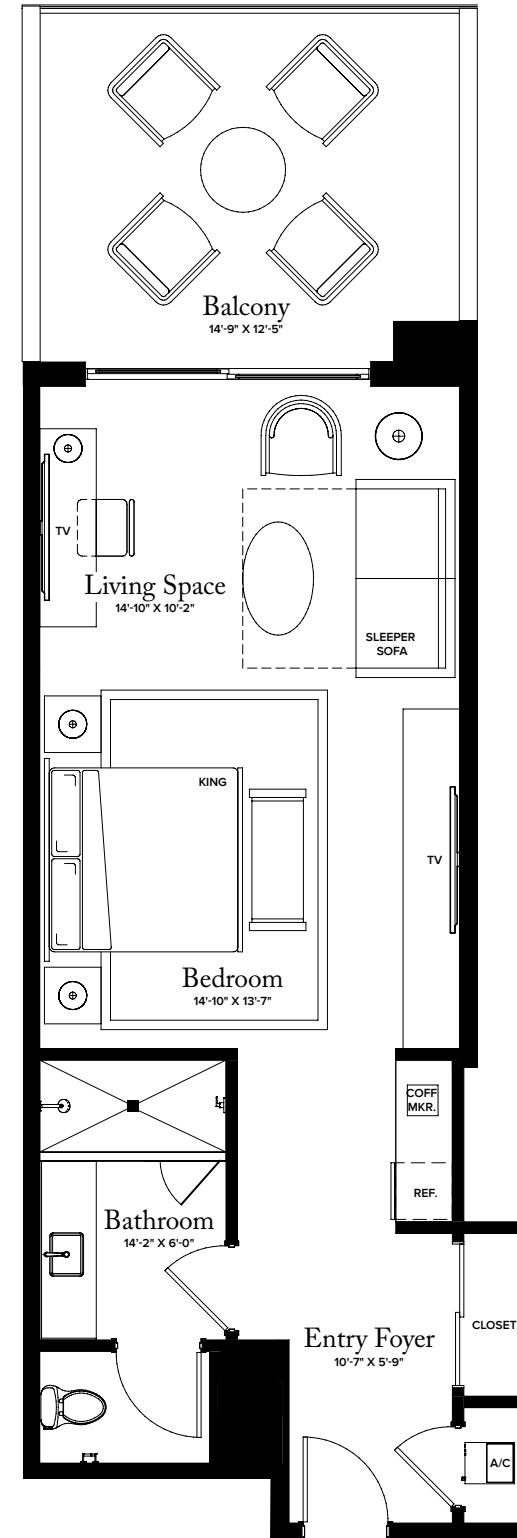 Balcony
14'-9" X 12'-5"
TV
Living Space
14'-10" X 10'-2"
SLEEPER
SOFA
KING
TV
Bedroom
14'-10" X 13'-7"
COFF
MKR.
REF.
Bathroom
14'-2" X 6'-0"
CLOSET
Entry Foyer
10'-7" X 5'-9"
A/C